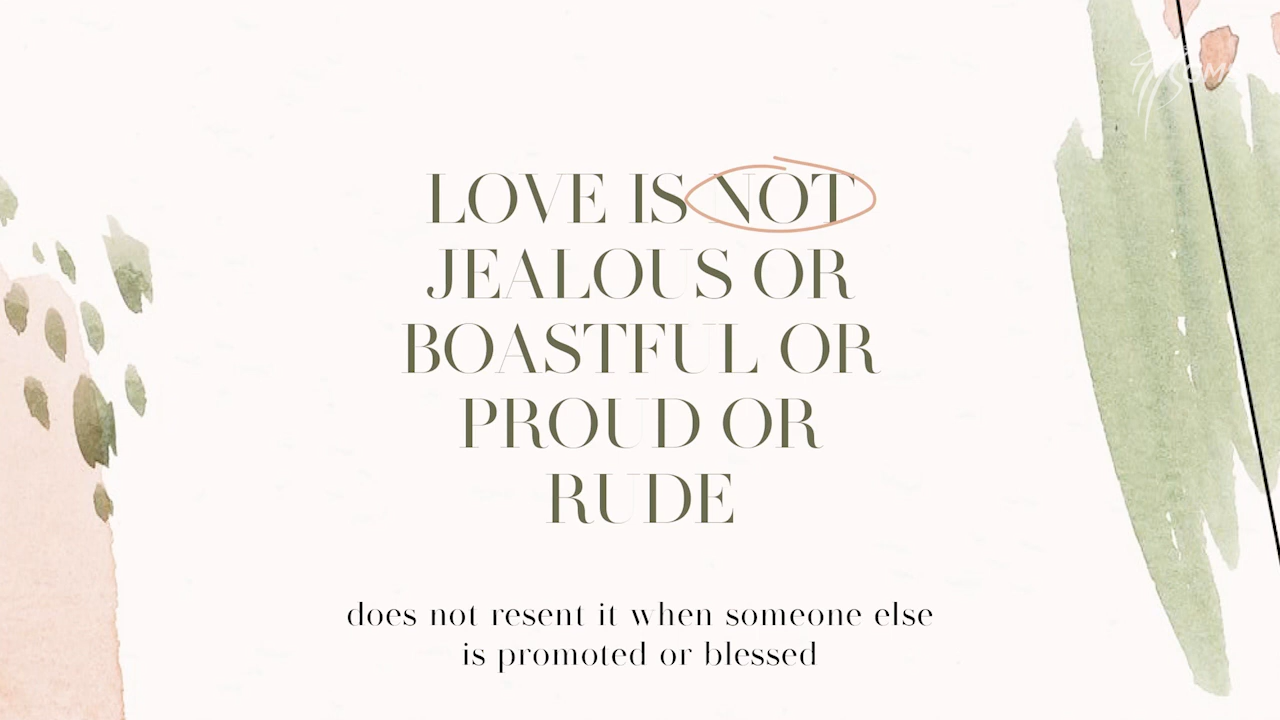 LOVE IS NOT
JEALOUS OR
BOASTFUL OR
PROUD OR
RUDE
does not resent it when someone else
is promoted or blessed